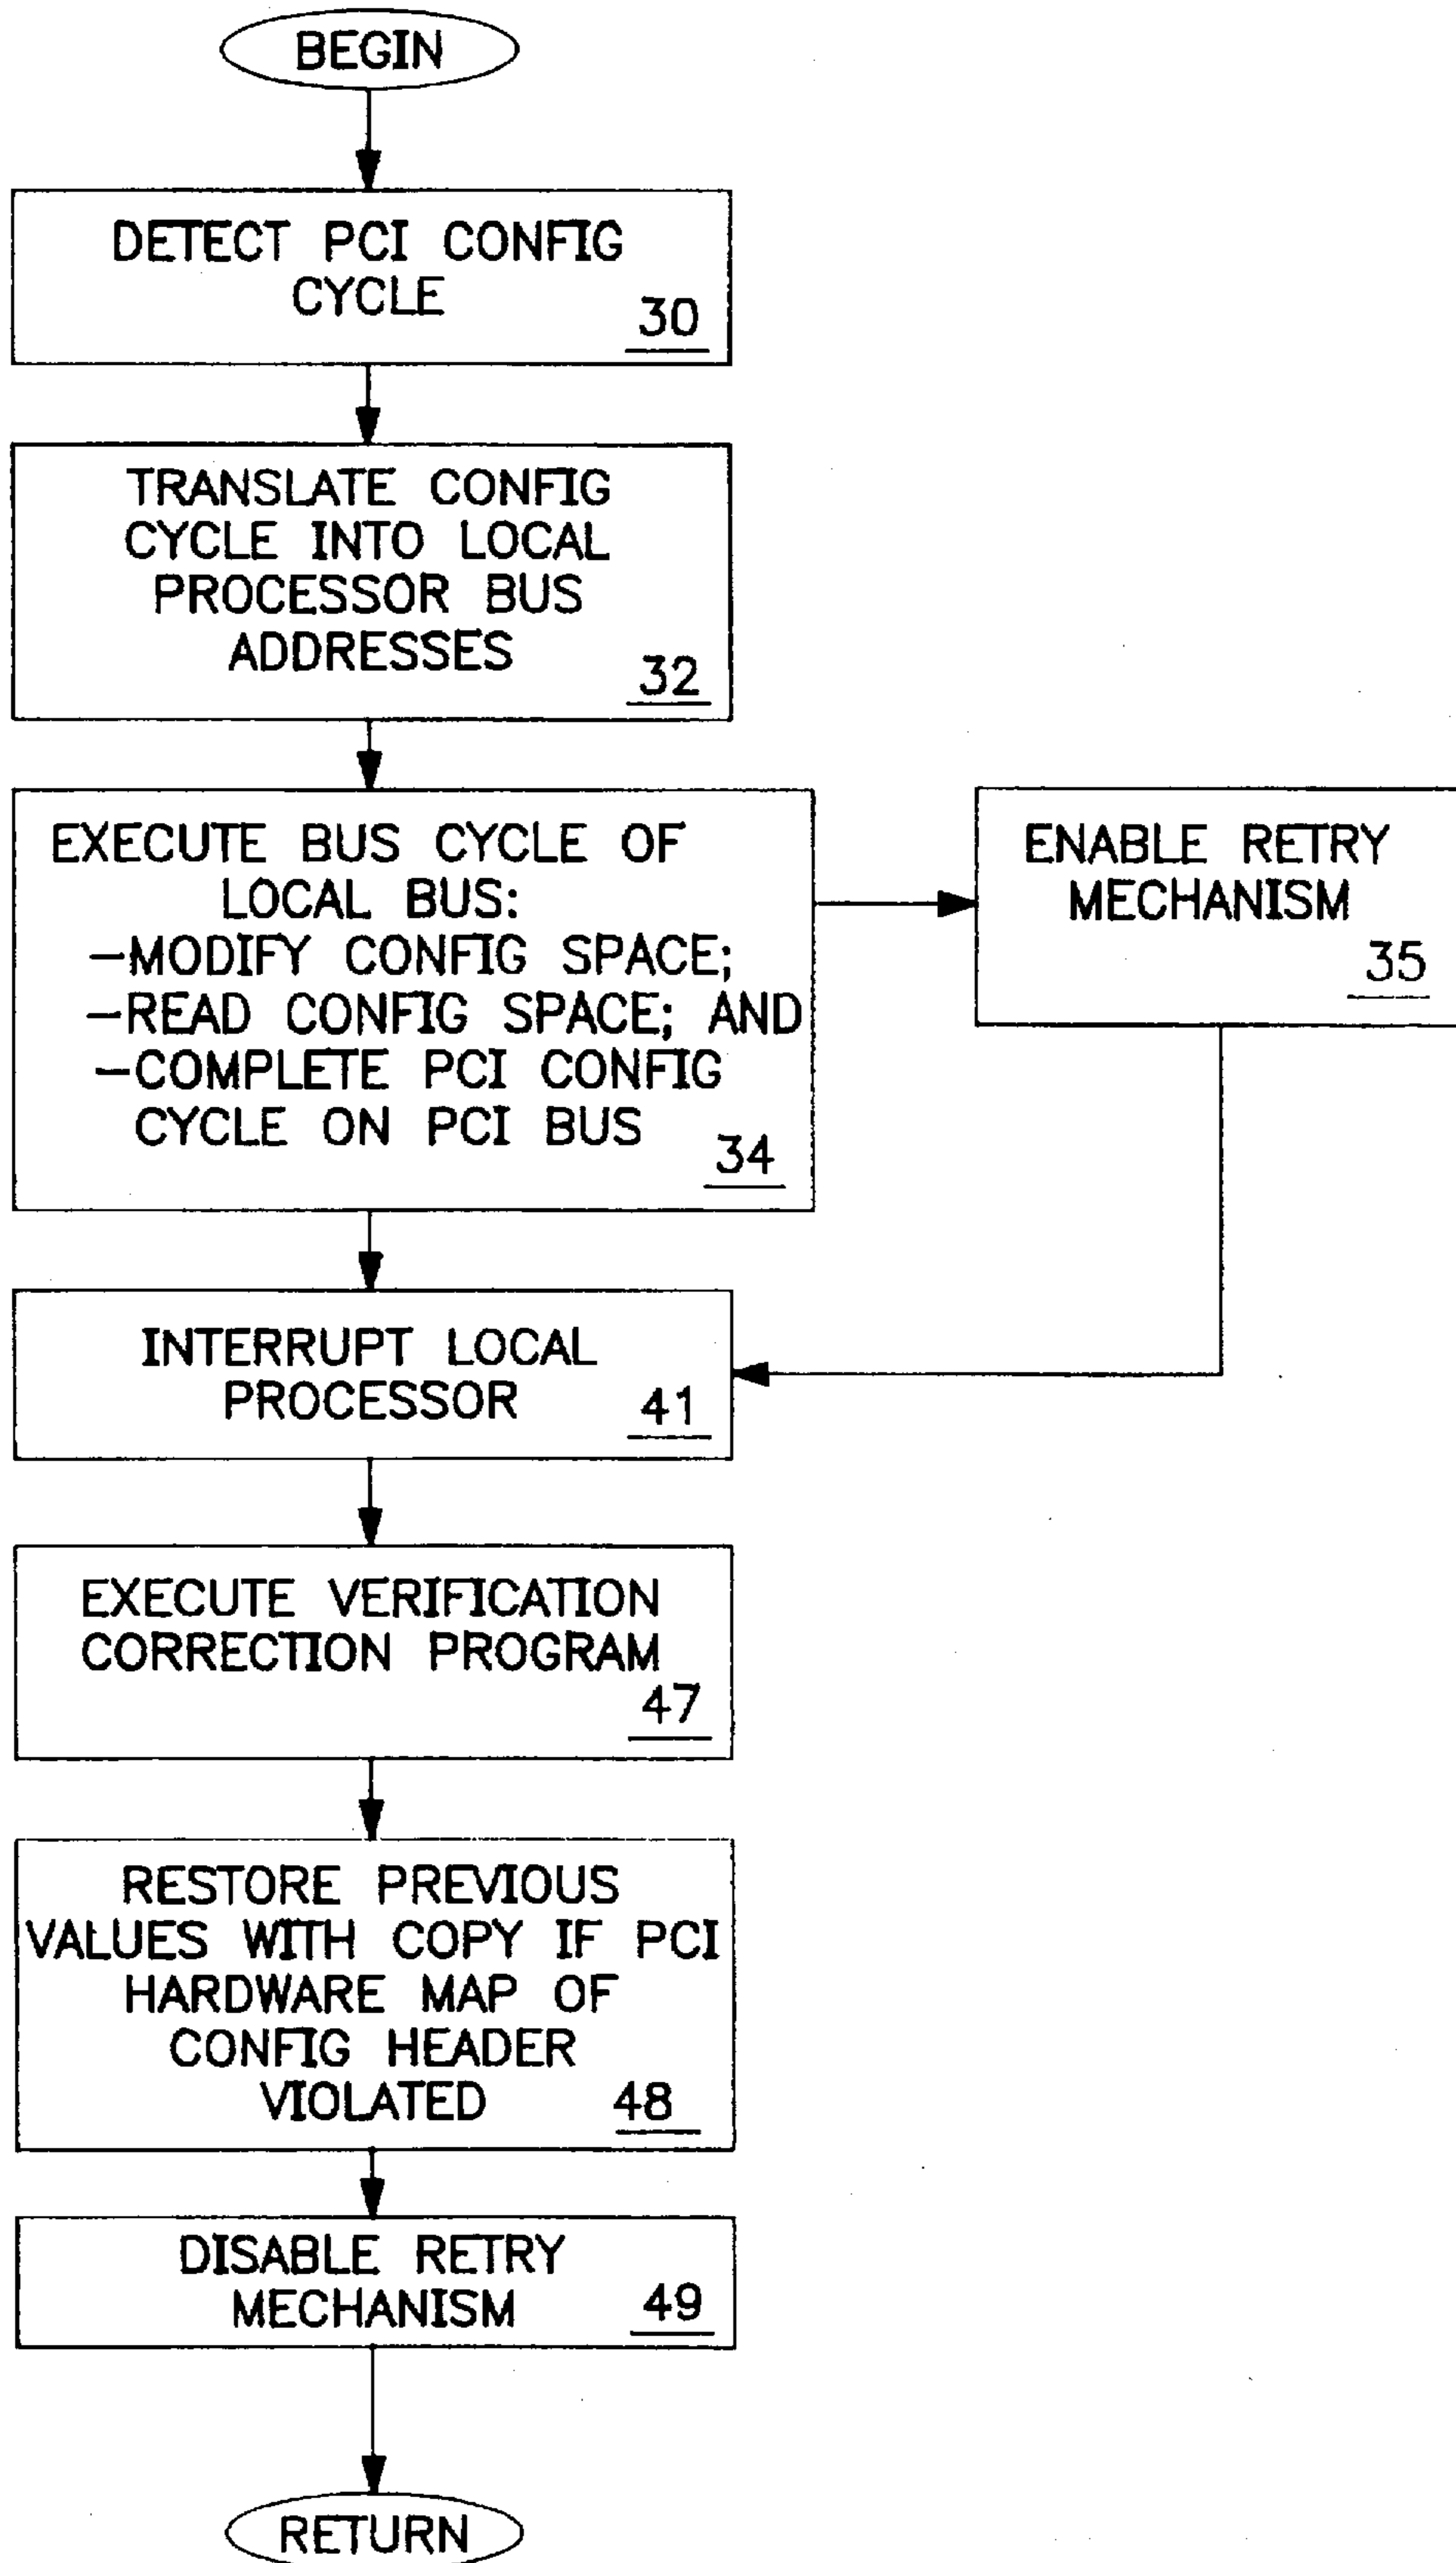 BEGIN
DETECT PCI CONFIG
CYCLE
30
TRANSLATE CONFIG
CYCLE INTO LOCAL
PROCESSOR BUS
ADDRESSES
32
EXECUTE BUS CYCLE OF
LOCAL BUS:
-MODIFY CONFIG SPACE;
-READ CONFIG SPACE; AND
-COMPLETE PCI CONFIG
CYCLE ON PCI BUS
34
ENABLE RETRY
MECHANISM
35
INTERRUPT LOCAL
PROCESSOR
41
EXECUTE VERIFICATION
CORRECTION PROGRAM
47
RESTORE PREVIOUS
VALUES WITH COPY IF PCI
HARDWARE MAP OF
CONFIG HEADER
VIOLATED
48
DISABLE RETRY
MECHANISM
49
RETURN